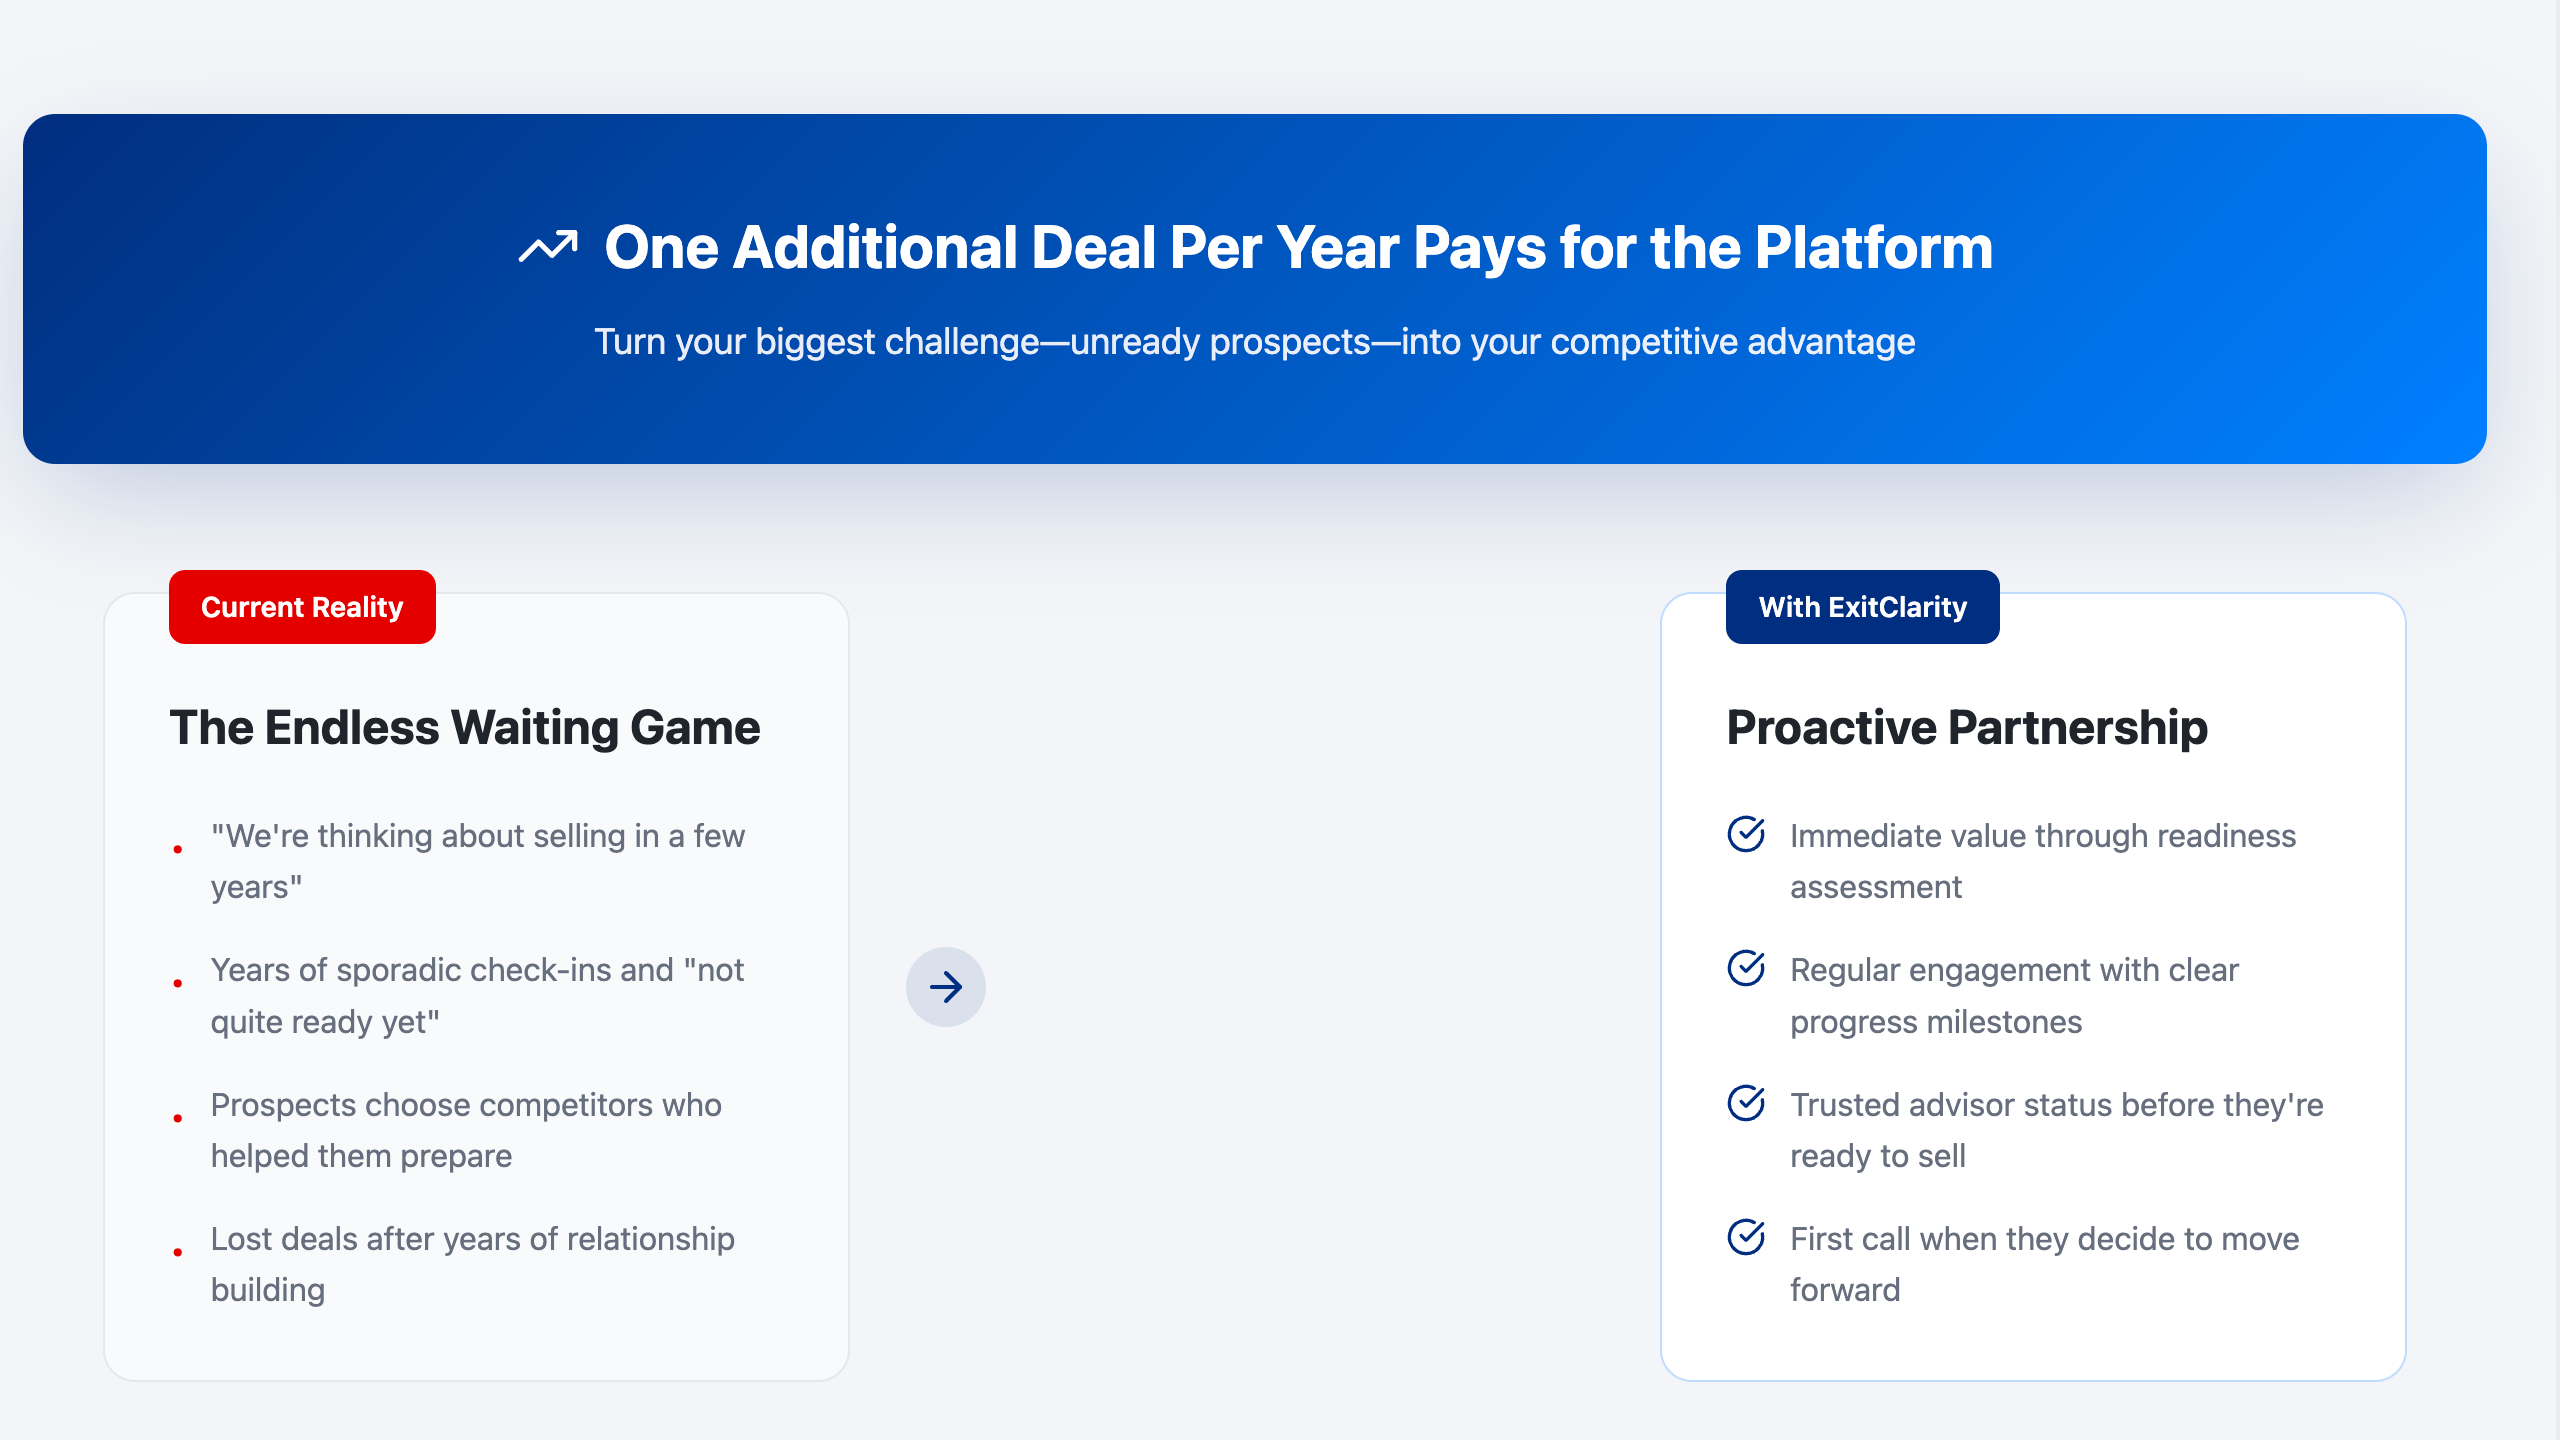 One Additional Deal Per Year Pays for the Platform
Turn your biggest challenge—unready prospects—into your competitive advantage
Current Reality
The Endless Waiting Game
"We're thinking about selling in a few
years"
Years of sporadic check-ins and "not
quite ready yet"
Prospects choose competitors who
helped them prepare
Lost deals after years of relationship
building
With ExitClarity
Proactive Partnership
Immediate value through readiness
assessment
Regular engagement with clear
progress milestones
Trusted advisor status before they're
ready to sell
First call when they decide to move
forward